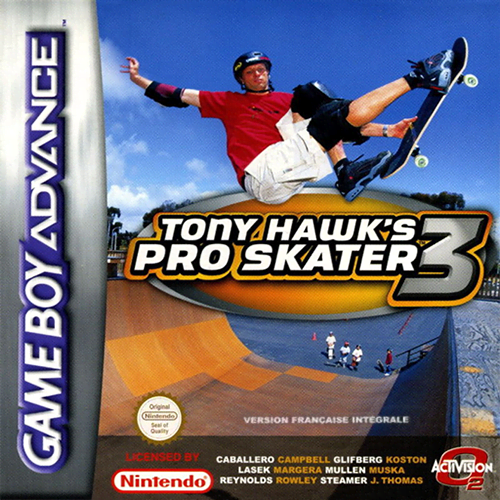 GAME BOY ADVANCE
TONY HAWK'S
PRO SKATER 3
Original
Nintendo
Seal of
Quality
VERSION FRANÇAISE INTÉGRALE
LICENSED BY
Nintendo
CABALLERO CAMPBELL GLIFBERG KOSTON
LASEK MARGERA MULLEN MUSKA
REYNOLDS ROWLEY STEAMER J. THOMAS
ACTIVISION
O2